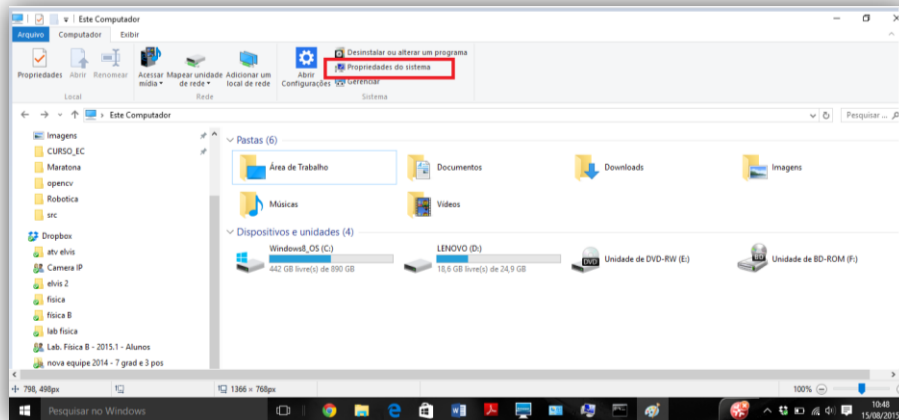 Este Computador
Arquivo Computador Exibir
Propriedades Abrir Renomear
Acessar mídia
Mapear unidade de rede
Adicionar um local de rede
Abrir Configurações
Desinstalar ou alterar um programa
Propriedades do sistema
Gerenciar
Local Rede Sistema
Este Computador
Pesquisar ...
Imagens
CURSO_EC
Maratona
opencv
Robotica
src
Dropbox
atv elvis
Camera IP
elvis 2
fisica
física B
lab fisica
Lab. Física B - 2015.1 - Alunos
nova equipe 2014 - 7 grad e 3 pos
Pastas (6)
Área de Trabalho
Documentos
Downloads
Imagens
Músicas
Vídeos
Dispositivos e unidades (4)
Windows8_OS (C:)
442 GB livre(s) de 890 GB
LENOVO (D:)
18,6 GB livre(s) de 24,9 GB
DVD
Unidade de DVD-RW (E:)
BD
Unidade de BD-ROM (F:)
798, 498px
1366 × 768px
100%
Pesquisar no Windows
10:48
15/08/2015